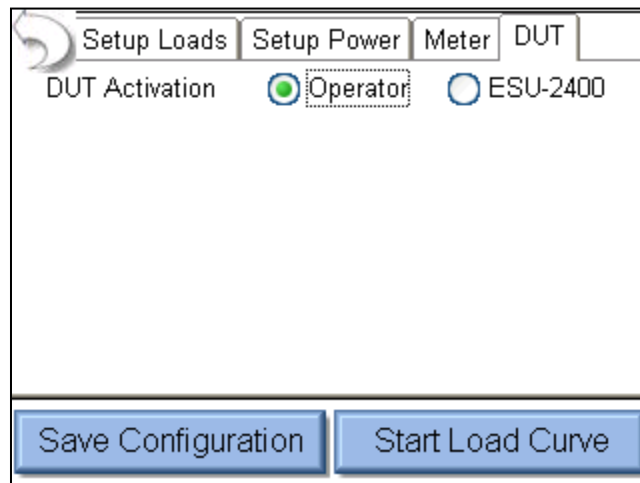 Setup Loads Setup Power Meter DUT
DUT Activation Operator ESU-2400
Save Configuration Start Load Curve